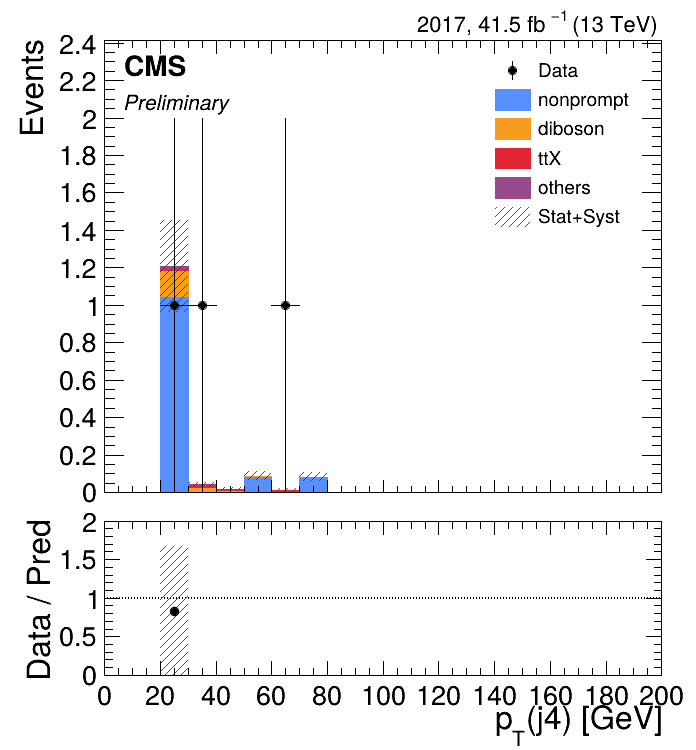 2017, 41.5 fb⁻¹ (13 TeV)
CMS
Preliminary
Events
2.4
2.2
2
1.8
1.6
1.4
1.2
1
0.8
0.6
0.4
0.2
0
Data
nonprompt
diboson
ttX
others
Stat+Syst
Data / Pred
2
1.5
1
0.5
0
0 20 40 60 80 100 120 140 160 180 200
p_T(j4) [GeV]